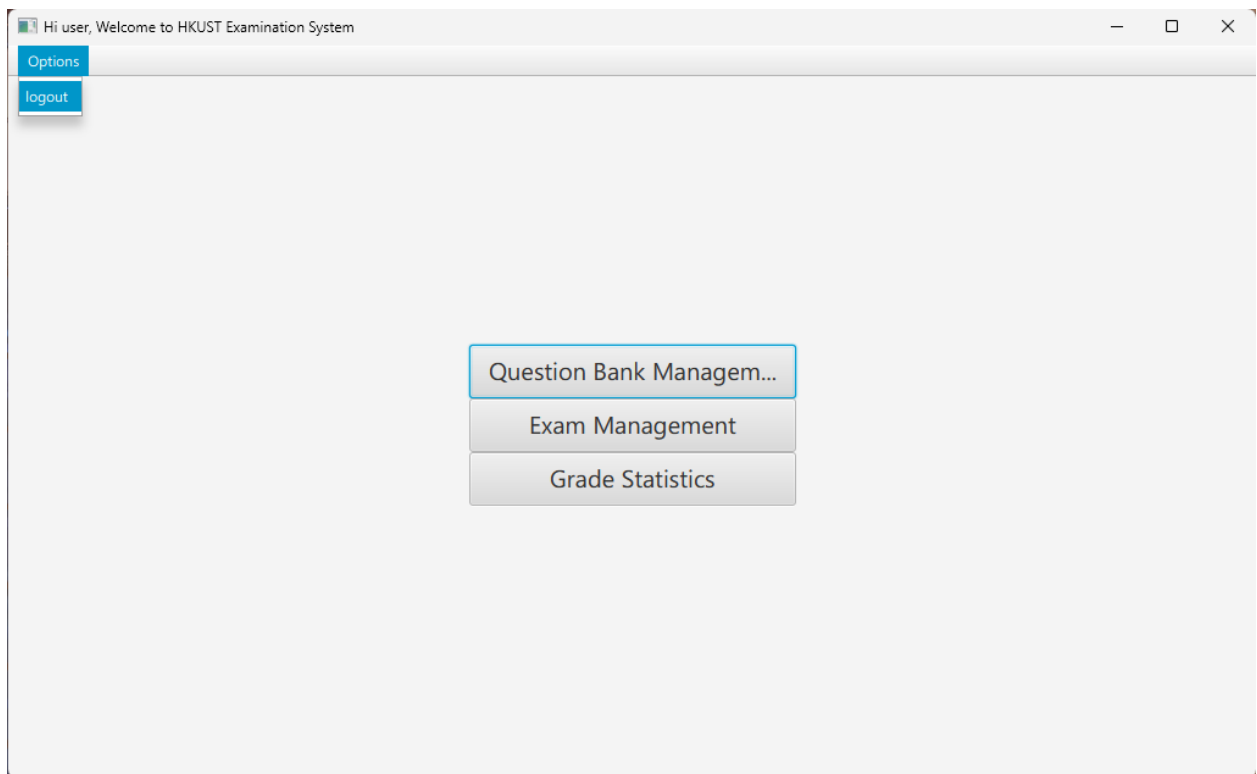 Hi user, Welcome to HKUST Examination System
Options
logout
Question Bank Managem...
Exam Management
Grade Statistics